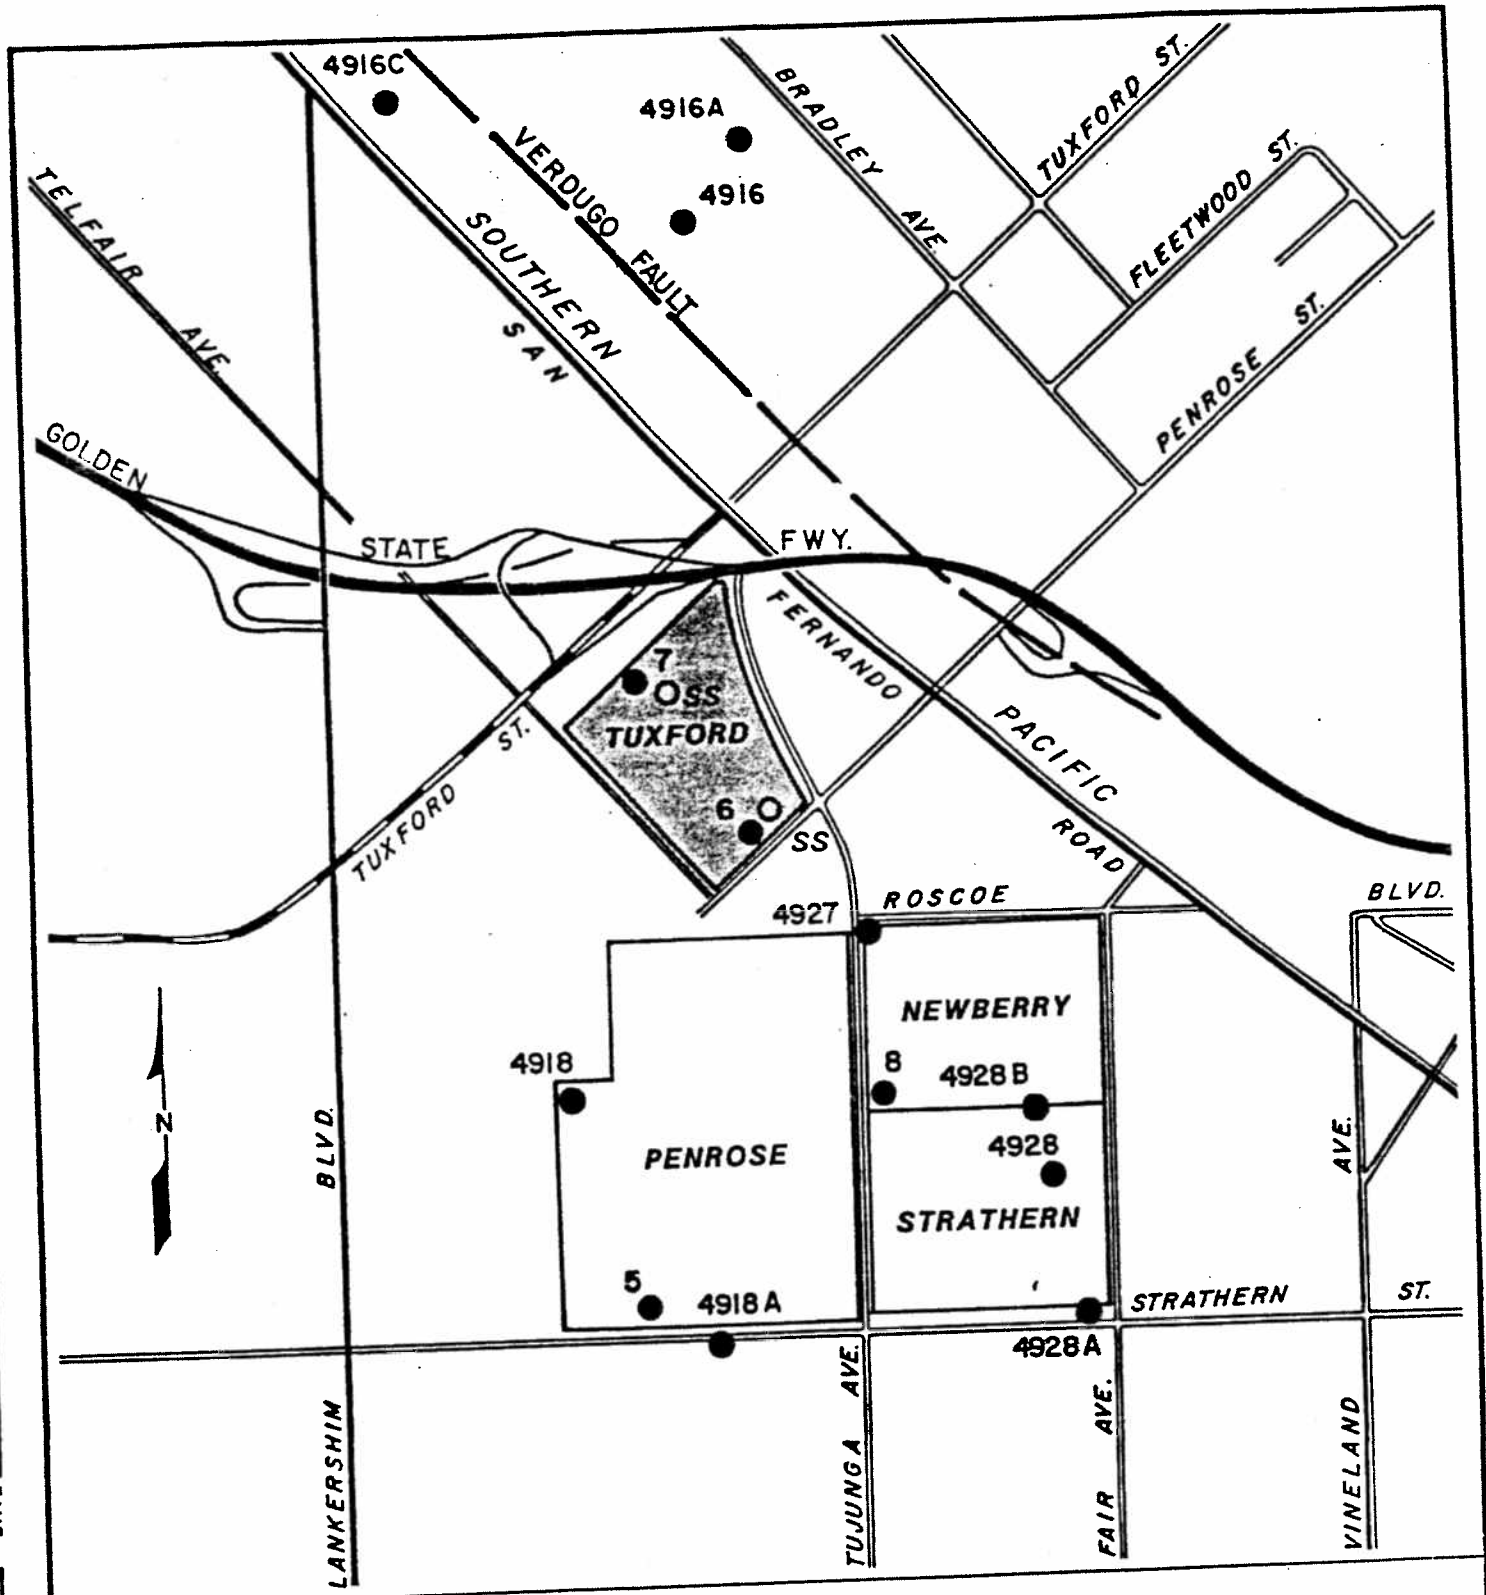 4916C
4916A
4916
BRADLEY AVE.
TUXFORD ST.
FLEETWOOD ST.
PENROSE ST.
VERDUGO FAULT
TELFAIR AVE.
SOUTHERN PACIFIC
SAN FERNANDO ROAD
GOLDEN STATE FWY.
7
SS
TUXFORD
6
SS
TUXFORD ST.
4927
ROSCOE BLVD.
NEWBERRY
8
4928 B
4918
4928
PENROSE
STRATHERN
N
5
4918 A
4928A
STRATHERN ST.
LANKERSHIM BLVD.
TUJUNGA AVE.
FAIR AVE.
VINELAND AVE.